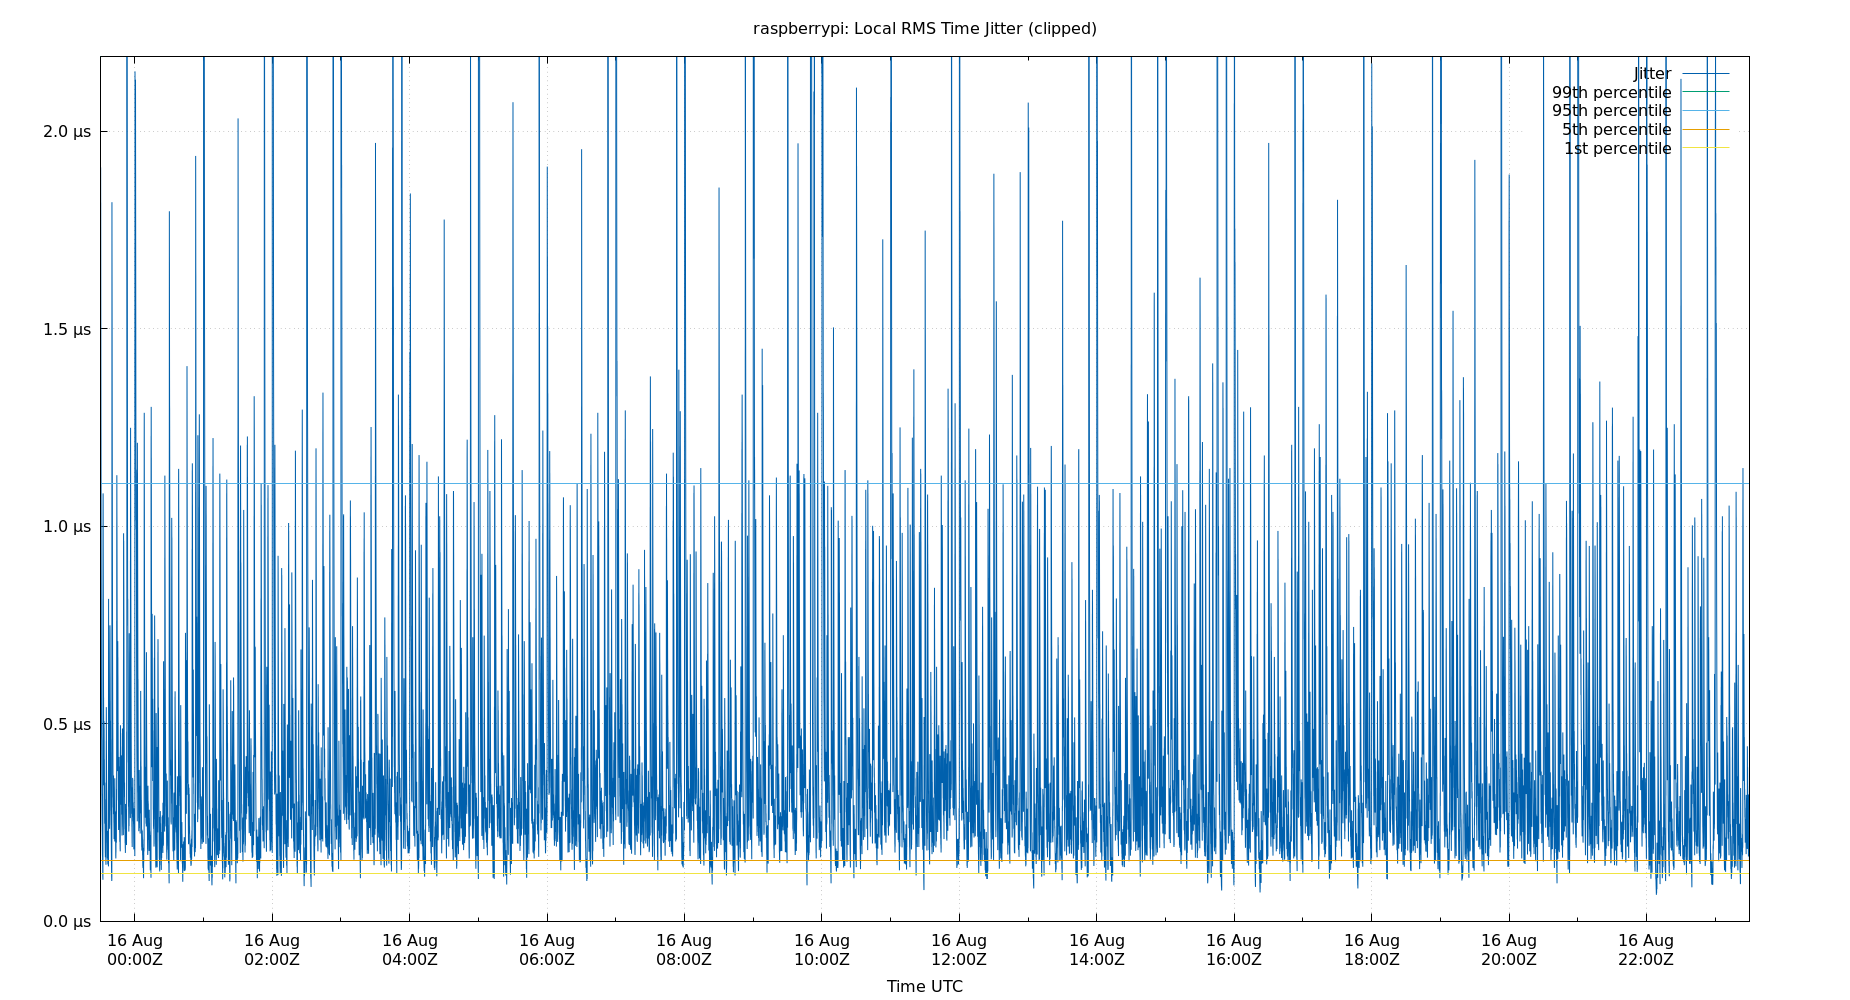 raspberrypi: Local RMS Time Jitter (clipped)
Jitter
99th percentile
95th percentile
5th percentile
1st percentile
2.0 µs
1.5 µs
1.0 µs
0.5 µs
0.0 µs
16 Aug 16 Aug 16 Aug 16 Aug 16 Aug 16 Aug 16 Aug 16 Aug 16 Aug 16 Aug 16 Aug 16 Aug
00:00Z 02:00Z 04:00Z 06:00Z 08:00Z 10:00Z 12:00Z 14:00Z 16:00Z 18:00Z 20:00Z 22:00Z
Time UTC